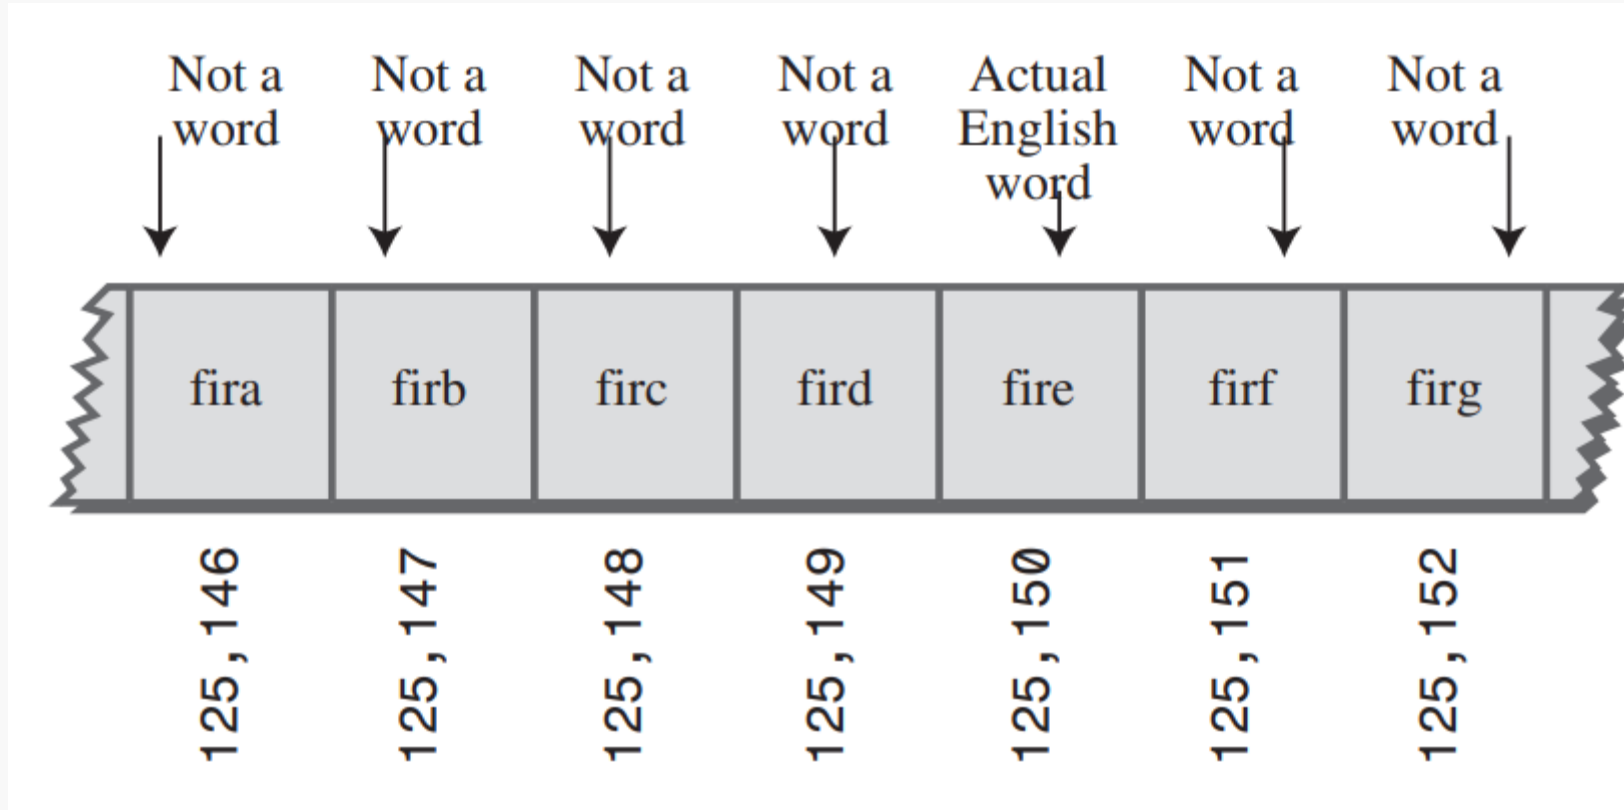 Not a
word
Not a
word
Not a
word
Not a
word
Actual
English
word
Not a
word
Not a
word
fira
firb
firc
fird
fire
firf
firg
125,146
125,147
125,148
125,149
125,150
125,151
125,152